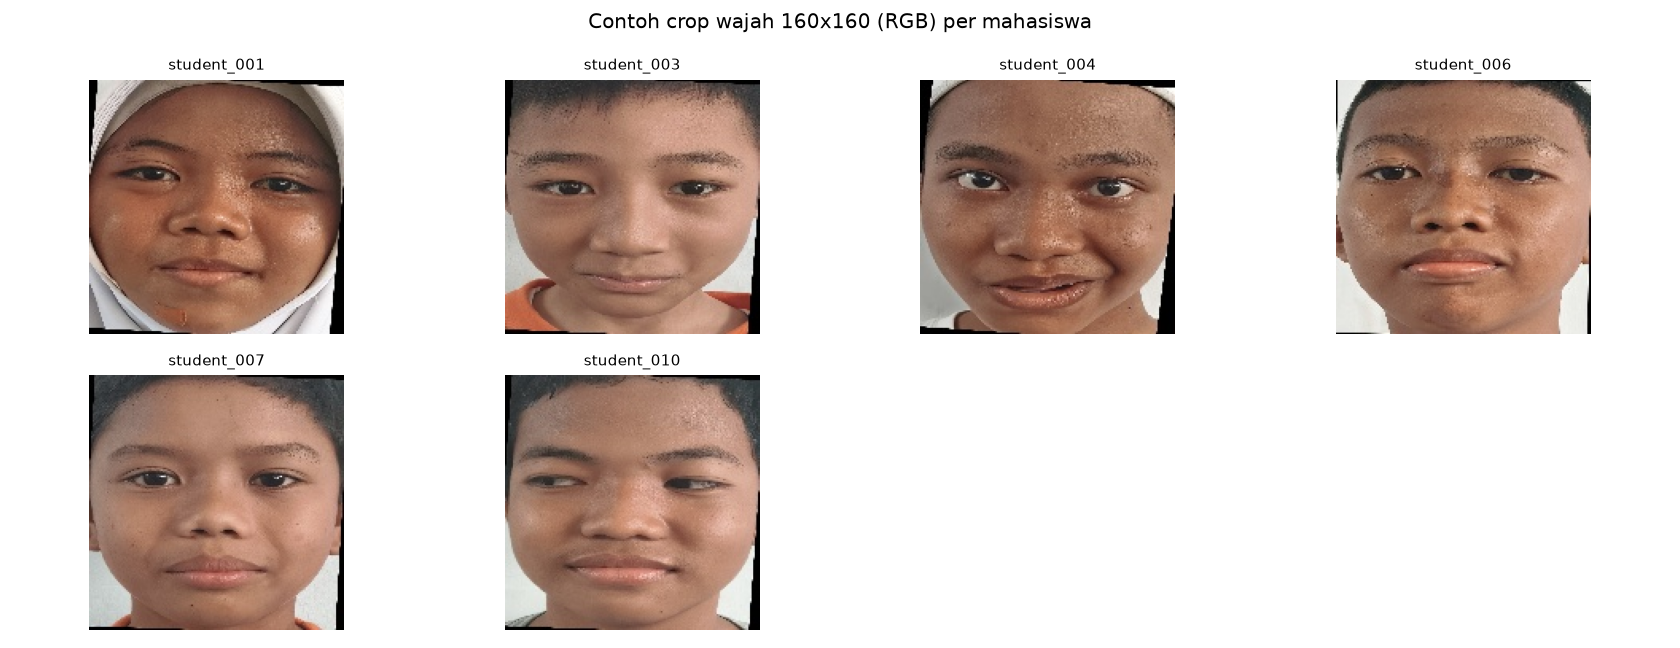 Contoh crop wajah 160x160 (RGB) per mahasiswa
student_001
student_003
student_004
student_006
student_007
student_010